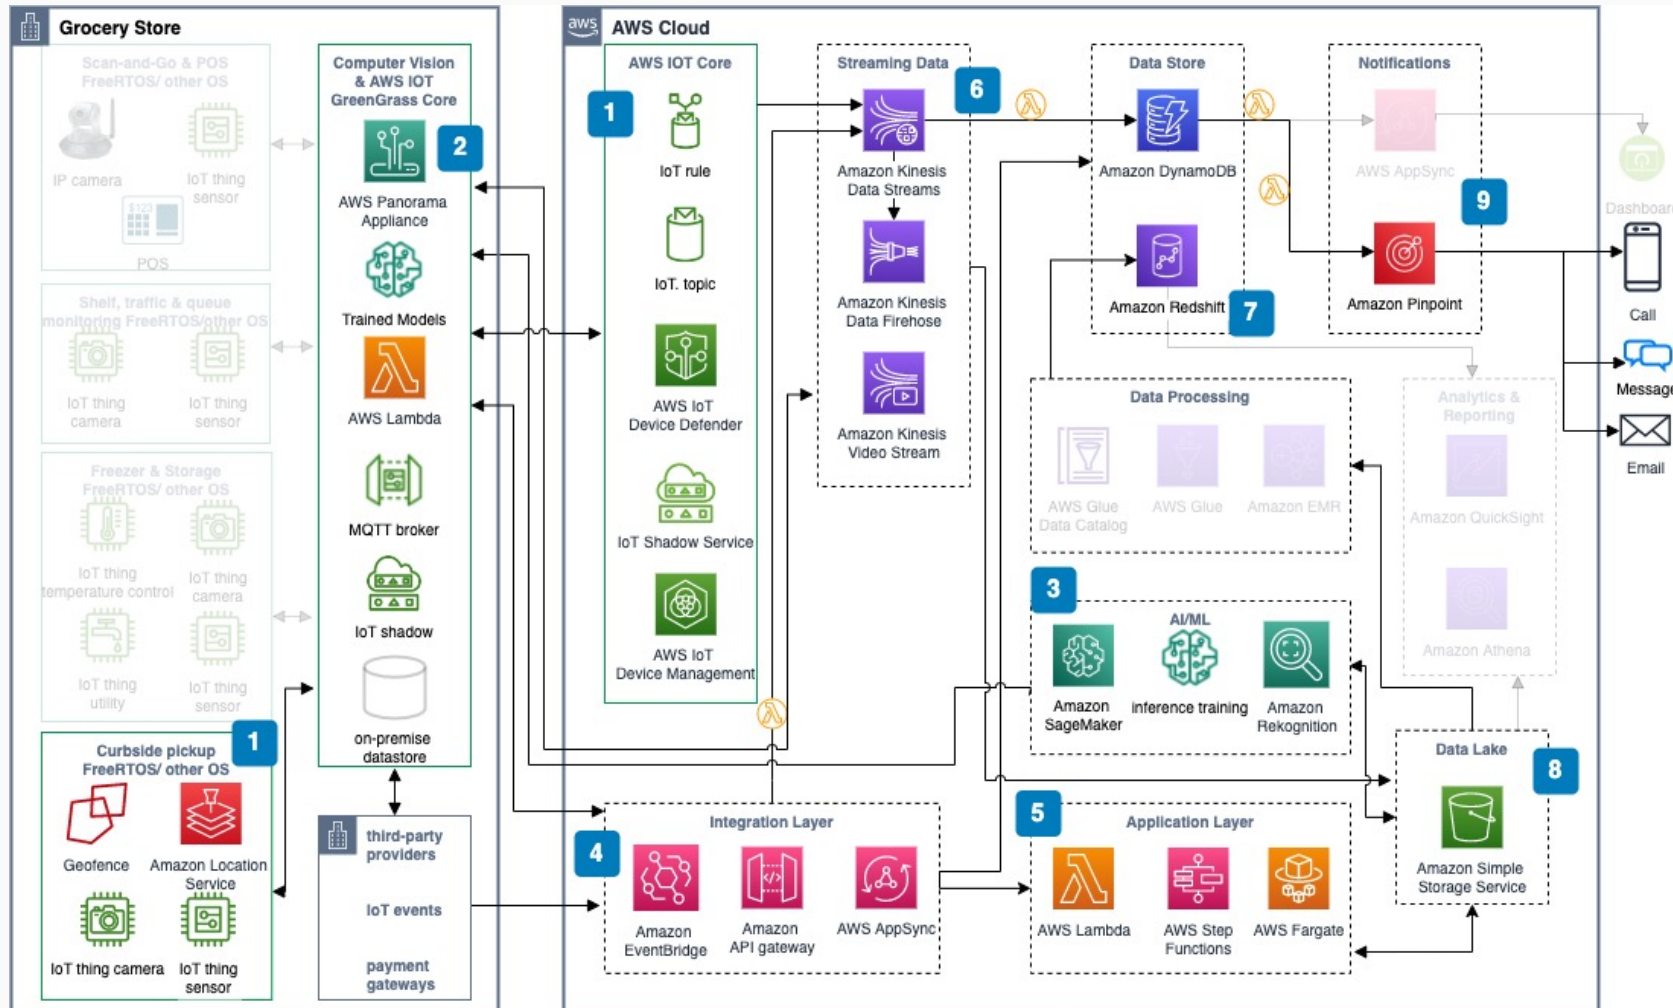 Grocery Store
Scan-and-Go & POS
FreeRTOS/ other OS
IP camera
IoT thing
sensor
$123
POS
Shelf, traffic & queue
monitoring FreeRTOS/other OS
IoT thing
camera
IoT thing
sensor
Freezer & Storage
FreeRTOS/ other OS
IoT thing
temperature control
IoT thing
camera
IoT thing
utility
IoT thing
sensor
1
Curbside pickup
FreeRTOS/ other OS
Geofence
Amazon Location
Service
IoT thing camera
IoT thing
sensor
Computer Vision
& AWS IOT
GreenGrass Core
2
AWS Panorama
Appliance
Trained Models
AWS Lambda
MQTT broker
IoT shadow
on-premise
datastore
third-party
providers
IoT events
payment
gateways
aws
AWS Cloud
AWS IOT Core
1
IoT rule
IoT. topic
AWS IoT
Device Defender
IoT Shadow Service
AWS IoT
Device Management
Streaming Data
6
Amazon Kinesis
Data Streams
Amazon Kinesis
Data Firehose
Amazon Kinesis
Video Stream
Data Store
Amazon DynamoDB
Amazon Redshift
7
Notifications
AWS AppSync
9
Amazon Pinpoint
Dashboard
Call
Message
Email
Data Processing
AWS Glue
Data Catalog
AWS Glue
Amazon EMR
Analytics &
Reporting
Amazon QuickSight
Amazon Athena
3
AI/ML
Amazon
SageMaker
inference training
Amazon
Rekognition
Data Lake
8
Amazon Simple
Storage Service
Integration Layer
4
Amazon
EventBridge
Amazon
API gateway
AWS AppSync
5
Application Layer
AWS Lambda
AWS Step
Functions
AWS Fargate